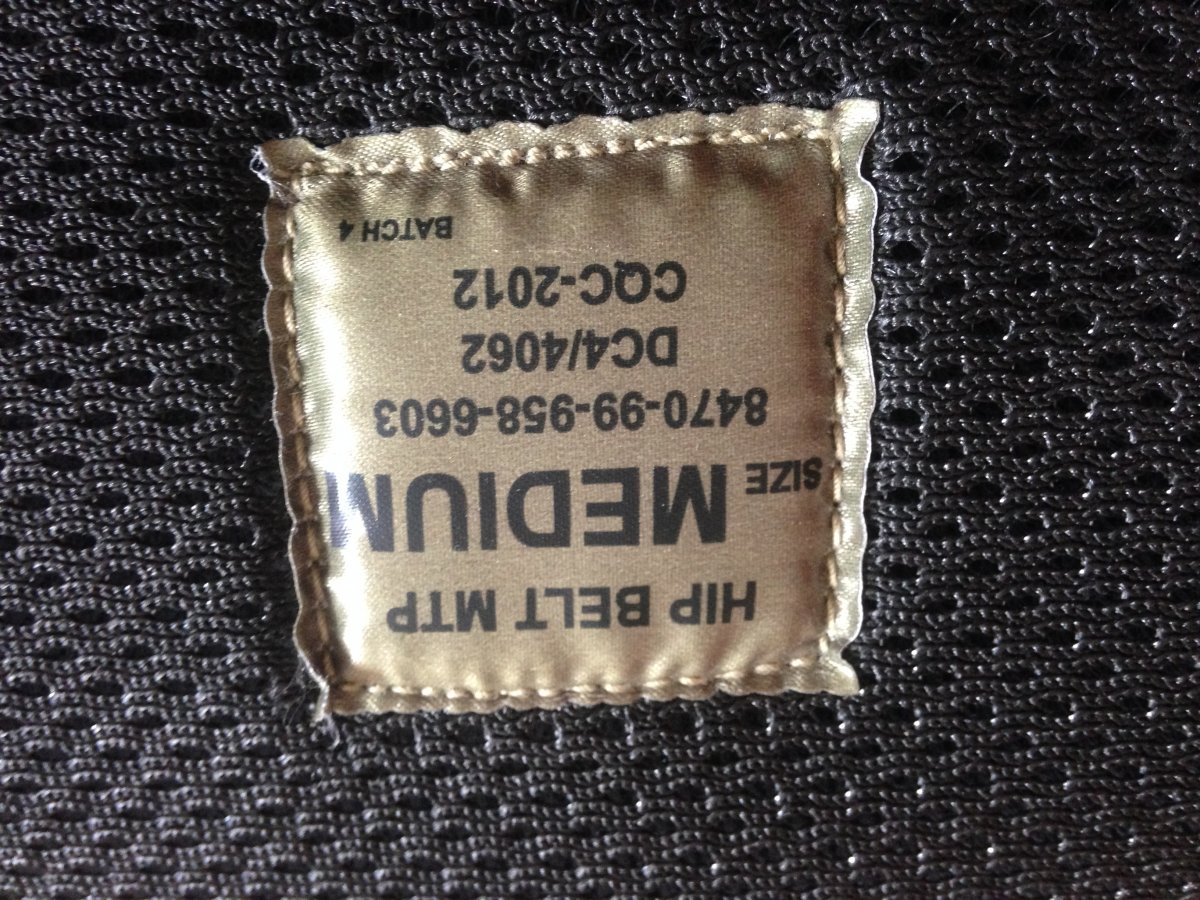 HIP BELT MTP
SIZE MEDIUM
8470-99-958-6603
DC4/4062
CQC-2012
BATCH 4